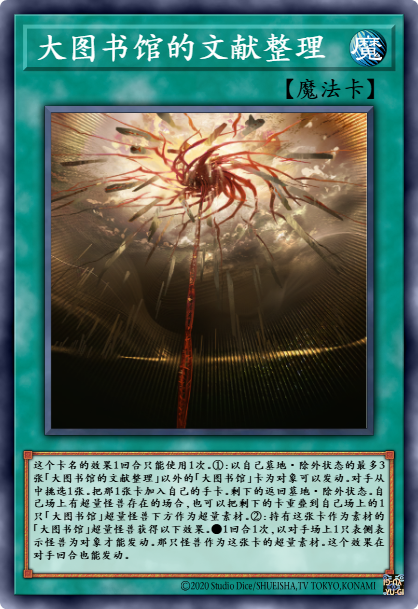 大图书馆的文献整理 魔
【魔法卡】
这个卡名的效果1回合只能使用1次。①:以自己墓地·除外状态的最多3
张「大图书馆的文献整理」以外的「大图书馆」卡为对象可以发动。对手从
中挑选1张。把那1张卡加入自己的手卡。剩下的返回墓地·除外状态。自
己场上有超量怪兽存在的场合,也可以把剩下的卡重叠到自己场上的1
只「大图书馆」超量怪兽下方作为超量素材。②:持有这张卡作为素材的
「大图书馆」超量怪兽获得以下效果。●1回合1次,以对手场上1只表侧表
示怪兽为对象才能发动。那只怪兽作为这张卡的超量素材。这个效果在
对手回合也能发动。
©2020 Studio Dice/SHUEISHA,TV TOKYO,KONAMI